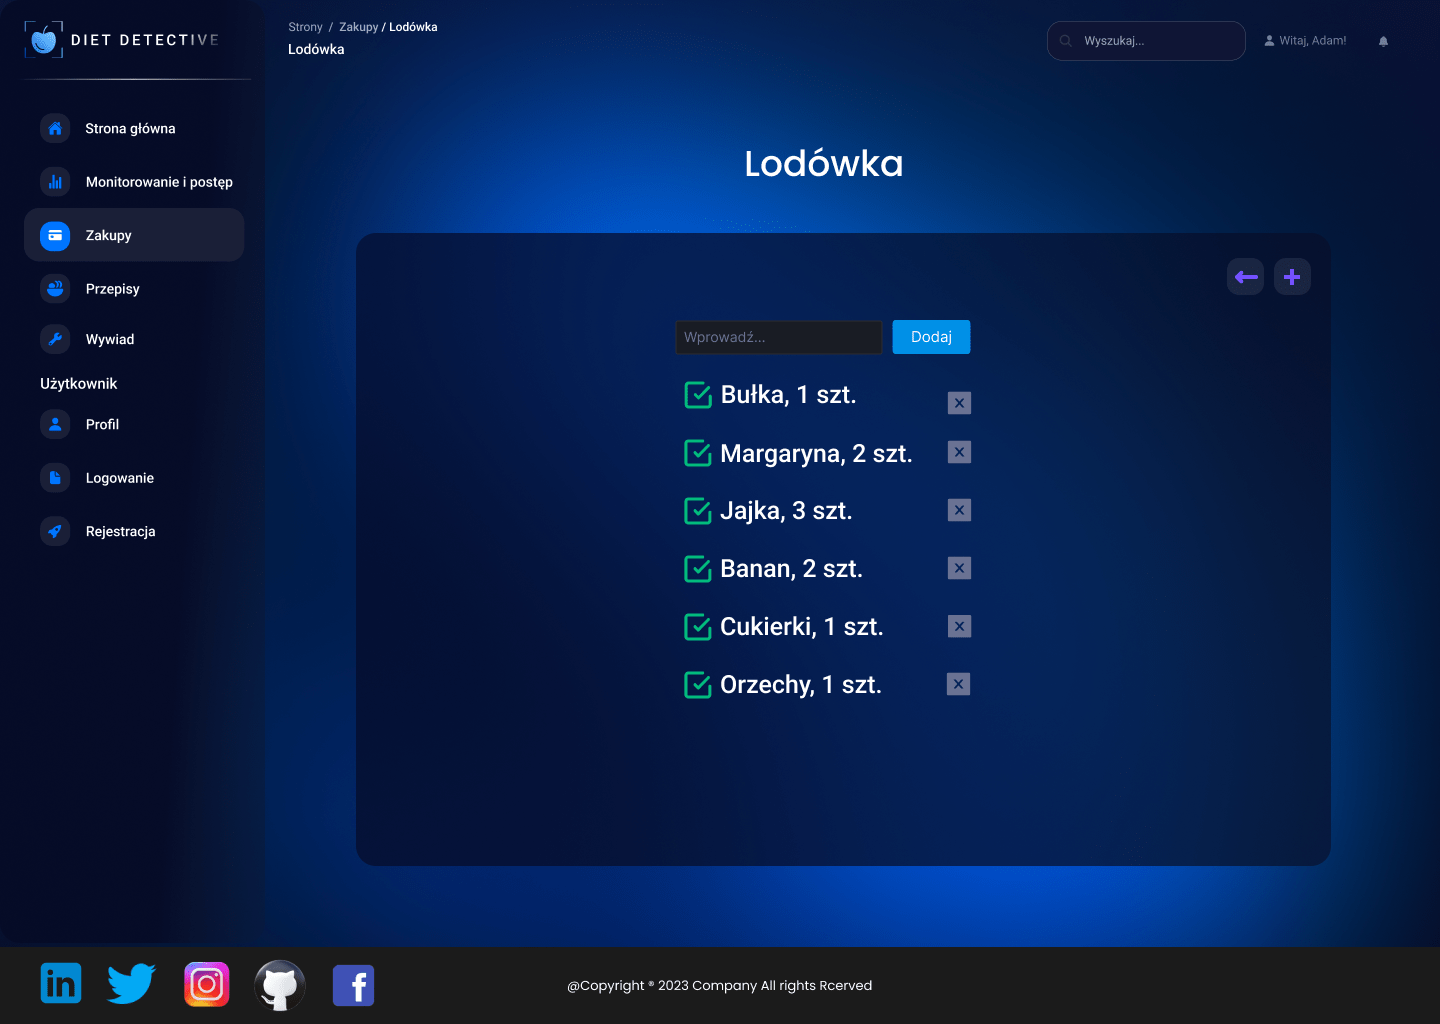 DIET DETECTIVE
Strony / Zakupy / Lodówka
Lodówka
Wyszukaj...
Witaj, Adam!
Strona główna
Monitorowanie i postęp
Zakupy
Przepisy
Wywiad
Użytkownik
Profil
Logowanie
Rejestracja
Lodówka
Wprowadź...
Dodaj
Bułka, 1 szt.
X
Margaryna, 2 szt.
X
Jajka, 3 szt.
X
Banan, 2 szt.
X
Cukierki, 1 szt.
X
Orzechy, 1 szt.
X
in
f
@Copyright ® 2023 Company All rights Rcerved